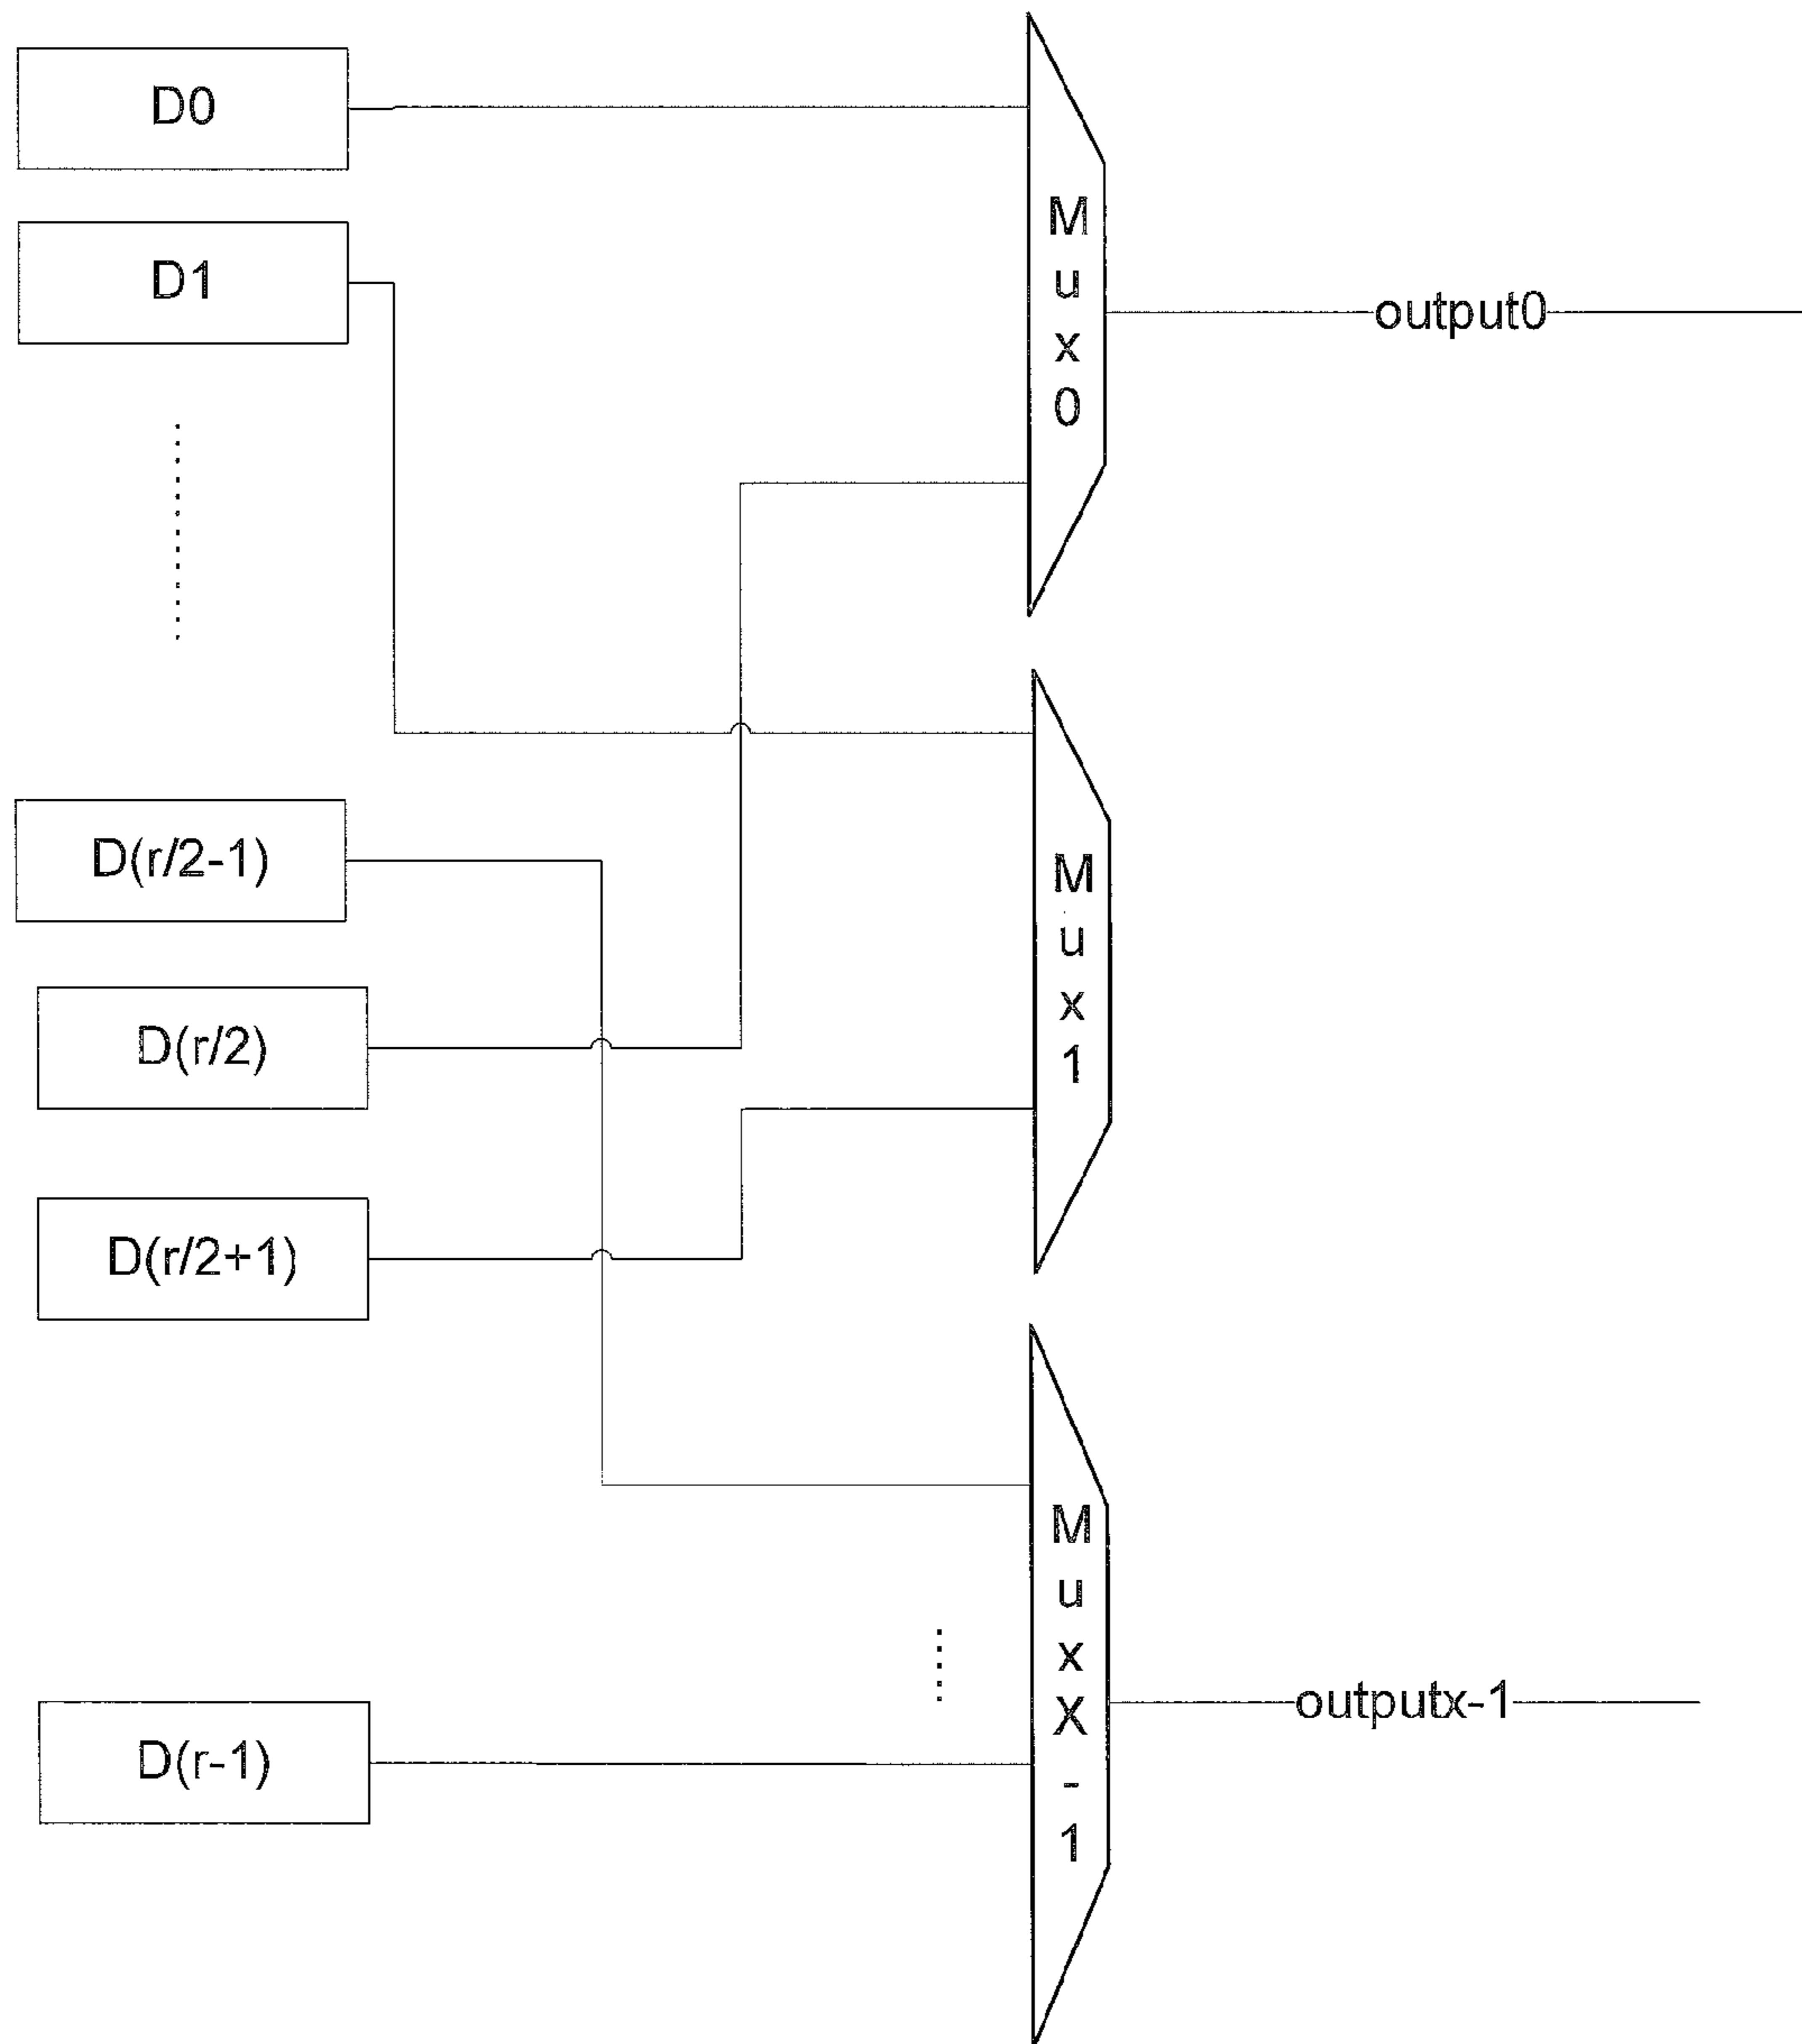 D0
D1
D(r/2-1)
D(r/2)
D(r/2+1)
D(r-1)
Mux0
output0
Mux1
MuxX-1
outputx-1